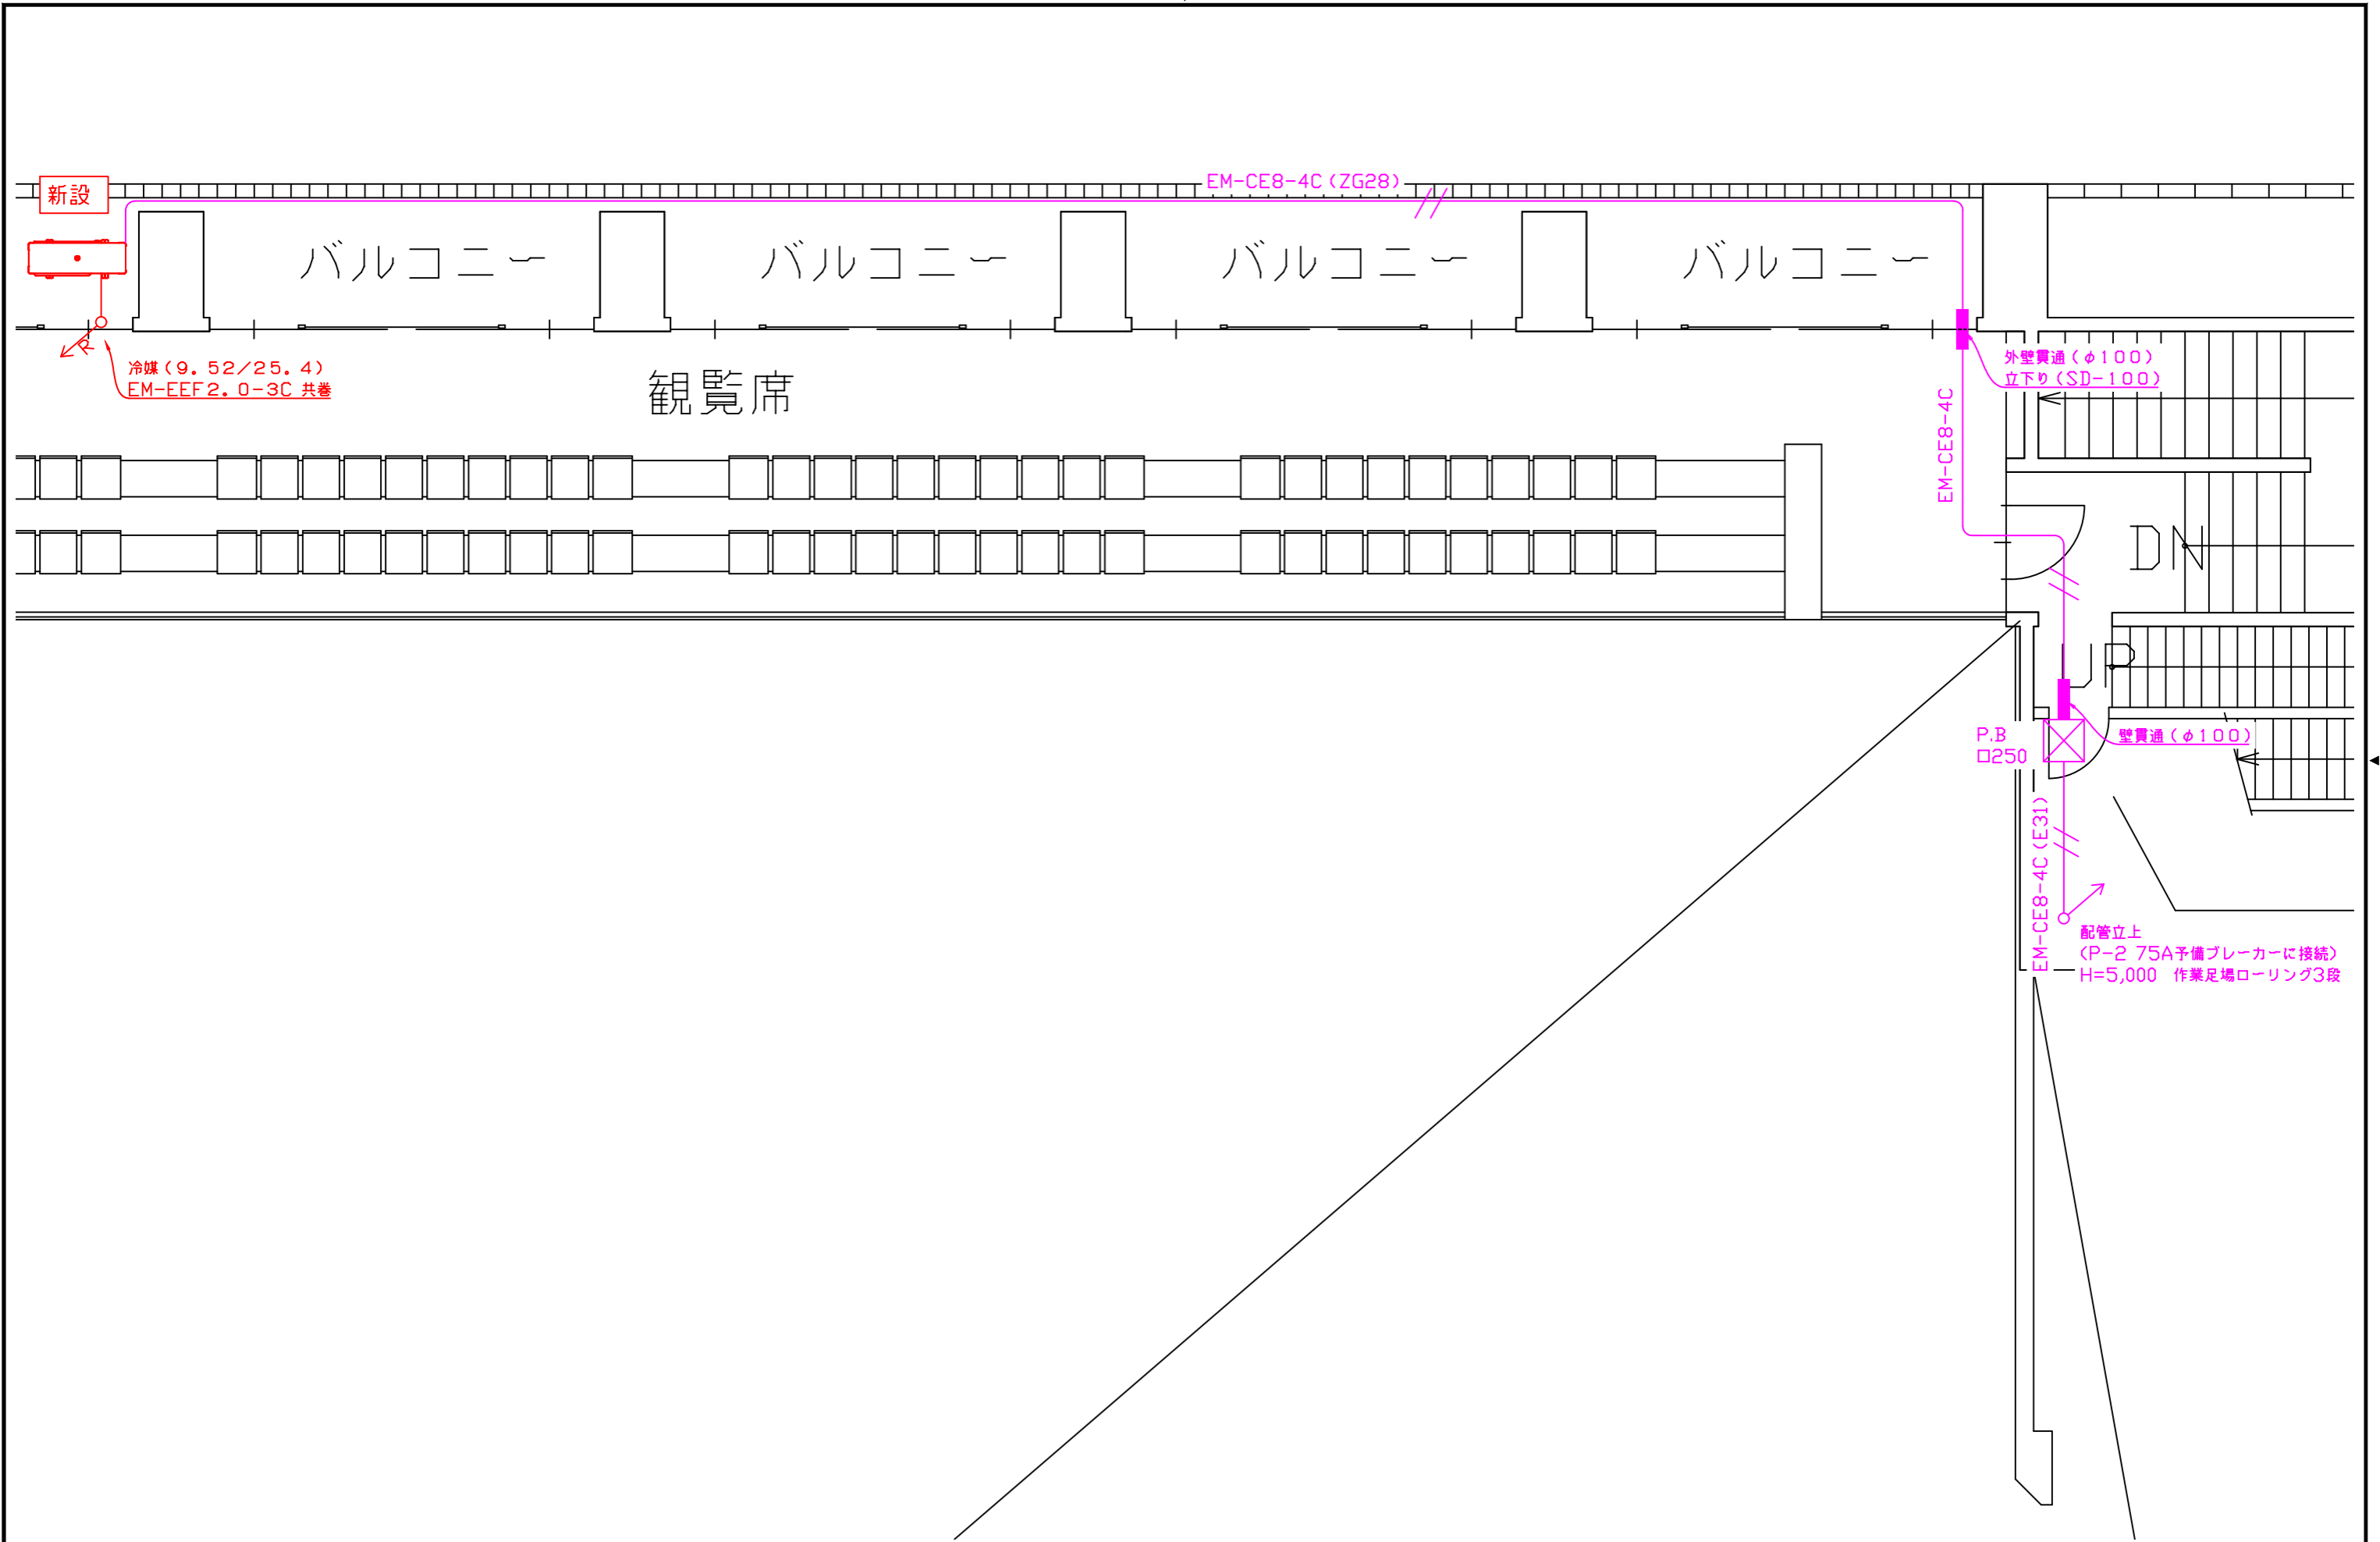 EM-CE8-4C(ZG28)
新設
バルコニー
バルコニー
バルコニー
バルコニー
R
冷媒(9.52/25.4)
EM-EEF2.0-3C 共巻
観覧席
外壁貫通(φ100)
立下り(SD-100)
EM-CE8-4C
DN
UP
P.B
□250
壁貫通(φ100)
EM-CE8-4C(E31)
配管立上
(P-2 75A予備ブレーカーに接続)
H=5,000 作業足場ローリング3段